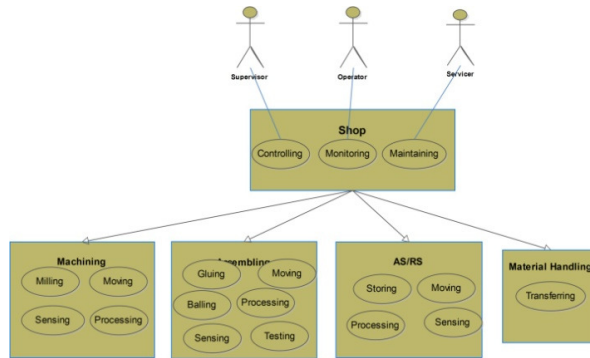 Supervisor Operator Servicer
Shop
Controlling Monitoring Maintaining
Machining
Milling Moving
Sensing Processing
Assembling
Gluing Moving
Balling Processing
Sensing Testing
AS/RS
Storing Moving
Processing Sensing
Material Handling
Transferring